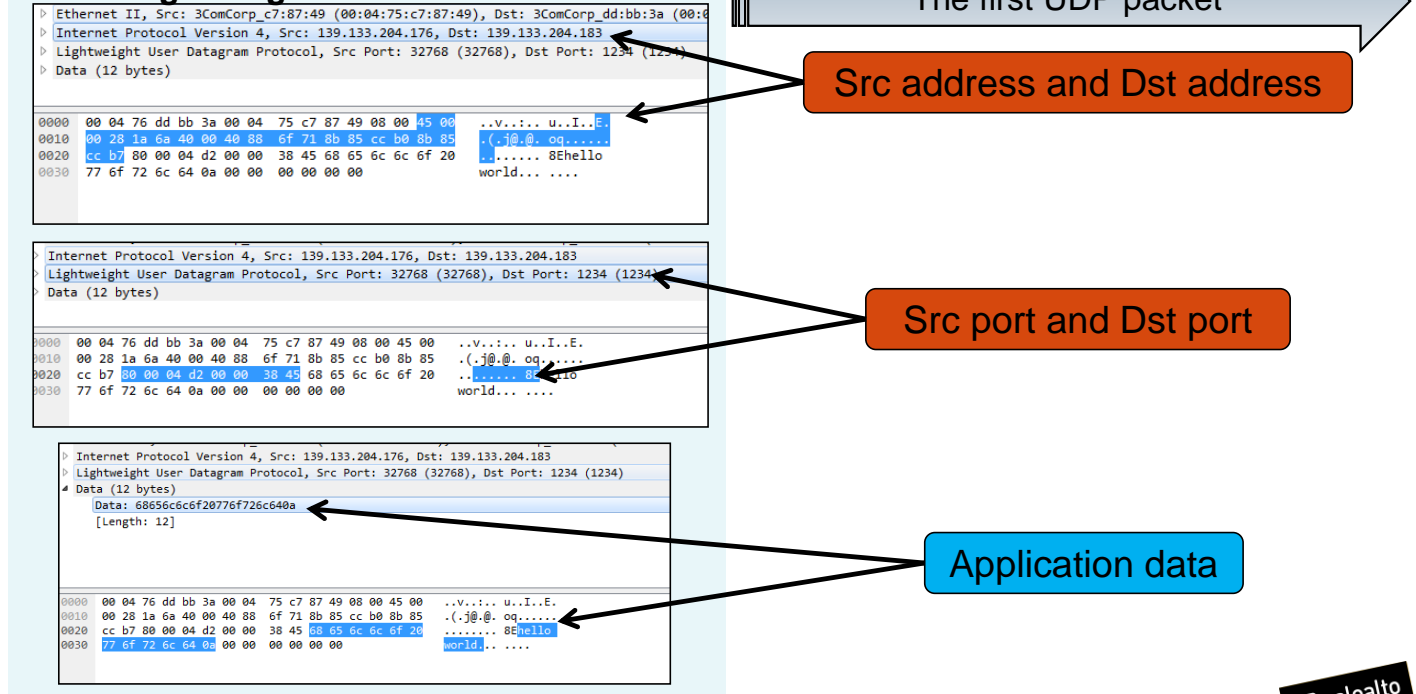 The first UDP packet
Ethernet II, Src: 3ComCorp_c7:87:49 (00:04:75:c7:87:49), Dst: 3ComCorp_dd:bb:3a (00:0
Internet Protocol Version 4, Src: 139.133.204.176, Dst: 139.133.204.183
Lightweight User Datagram Protocol, Src Port: 32768 (32768), Dst Port: 1234 (1234)
Data (12 bytes)
Src address and Dst address
0000 00 04 76 dd bb 3a 00 04 75 c7 87 49 08 00 45 00 ..v..:.. u..I..E.
0010 00 28 1a 6a 40 00 40 88 6f 71 8b 85 cc b0 8b 85 .(.j@.@. oq......
0020 cc b7 80 00 04 d2 00 00 38 45 68 65 6c 6c 6f 20 ........ 8Ehello
0030 77 6f 72 6c 64 0a 00 00 00 00 00 00 world... ....
Internet Protocol Version 4, Src: 139.133.204.176, Dst: 139.133.204.183
Lightweight User Datagram Protocol, Src Port: 32768 (32768), Dst Port: 1234 (1234)
Data (12 bytes)
Src port and Dst port
0000 00 04 76 dd bb 3a 00 04 75 c7 87 49 08 00 45 00 ..v..:.. u..I..E.
0010 00 28 1a 6a 40 00 40 88 6f 71 8b 85 cc b0 8b 85 .(.j@.@. oq......
0020 cc b7 80 00 04 d2 00 00 38 45 68 65 6c 6c 6f 20 ........ 8E
0030 77 6f 72 6c 64 0a 00 00 00 00 00 00 world... ....
Internet Protocol Version 4, Src: 139.133.204.176, Dst: 139.133.204.183
Lightweight User Datagram Protocol, Src Port: 32768 (32768), Dst Port: 1234 (1234)
Data (12 bytes)
Data: 68656c6c6f20776f726c640a
[Length: 12]
Application data
0000 00 04 76 dd bb 3a 00 04 75 c7 87 49 08 00 45 00 ..v..:.. u..I..E.
0010 00 28 1a 6a 40 00 40 88 6f 71 8b 85 cc b0 8b 85 .(.j@.@. oq......
0020 cc b7 80 00 04 d2 00 00 38 45 68 65 6c 6c 6f 20 ........ 8Ehello
0030 77 6f 72 6c 64 0a 00 00 00 00 00 00 world... ....